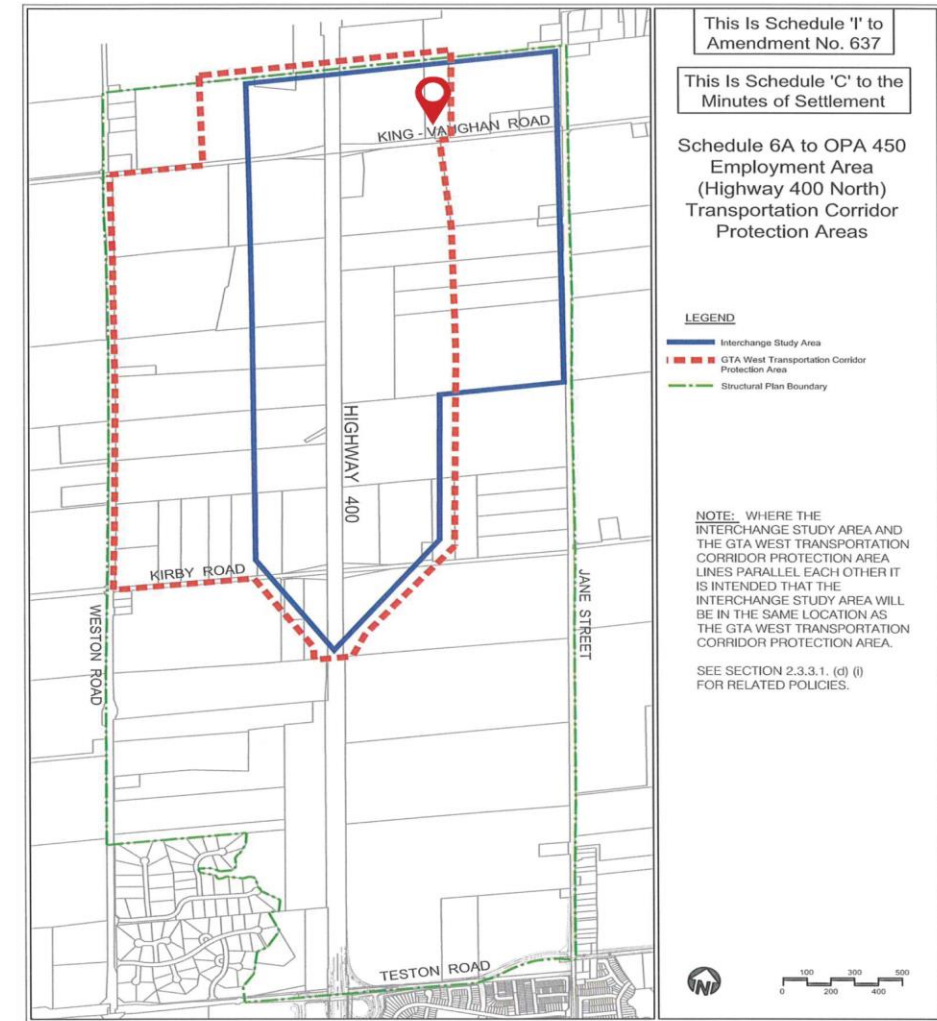 This Is Schedule 'I' to
Amendment No. 637
This Is Schedule 'C' to the
Minutes of Settlement
Schedule 6A to OPA 450
Employment Area
(Highway 400 North)
Transportation Corridor
Protection Areas
LEGEND
Interchange Study Area
GTA West Transportation Corridor
Protection Area
Structural Plan Boundary
NOTE: WHERE THE
INTERCHANGE STUDY AREA AND
THE GTA WEST TRANSPORTATION
CORRIDOR PROTECTION AREA
LINES PARALLEL EACH OTHER IT
IS INTENDED THAT THE
INTERCHANGE STUDY AREA WILL
BE IN THE SAME LOCATION AS
THE GTA WEST TRANSPORTATION
CORRIDOR PROTECTION AREA.
SEE SECTION 2.3.3.1. (d) (i)
FOR RELATED POLICIES.
KING - VAUGHAN ROAD
HIGHWAY 400
KIRBY ROAD
WESTON ROAD
JANE STREET
TESTON ROAD
N
100 300 500
200 400